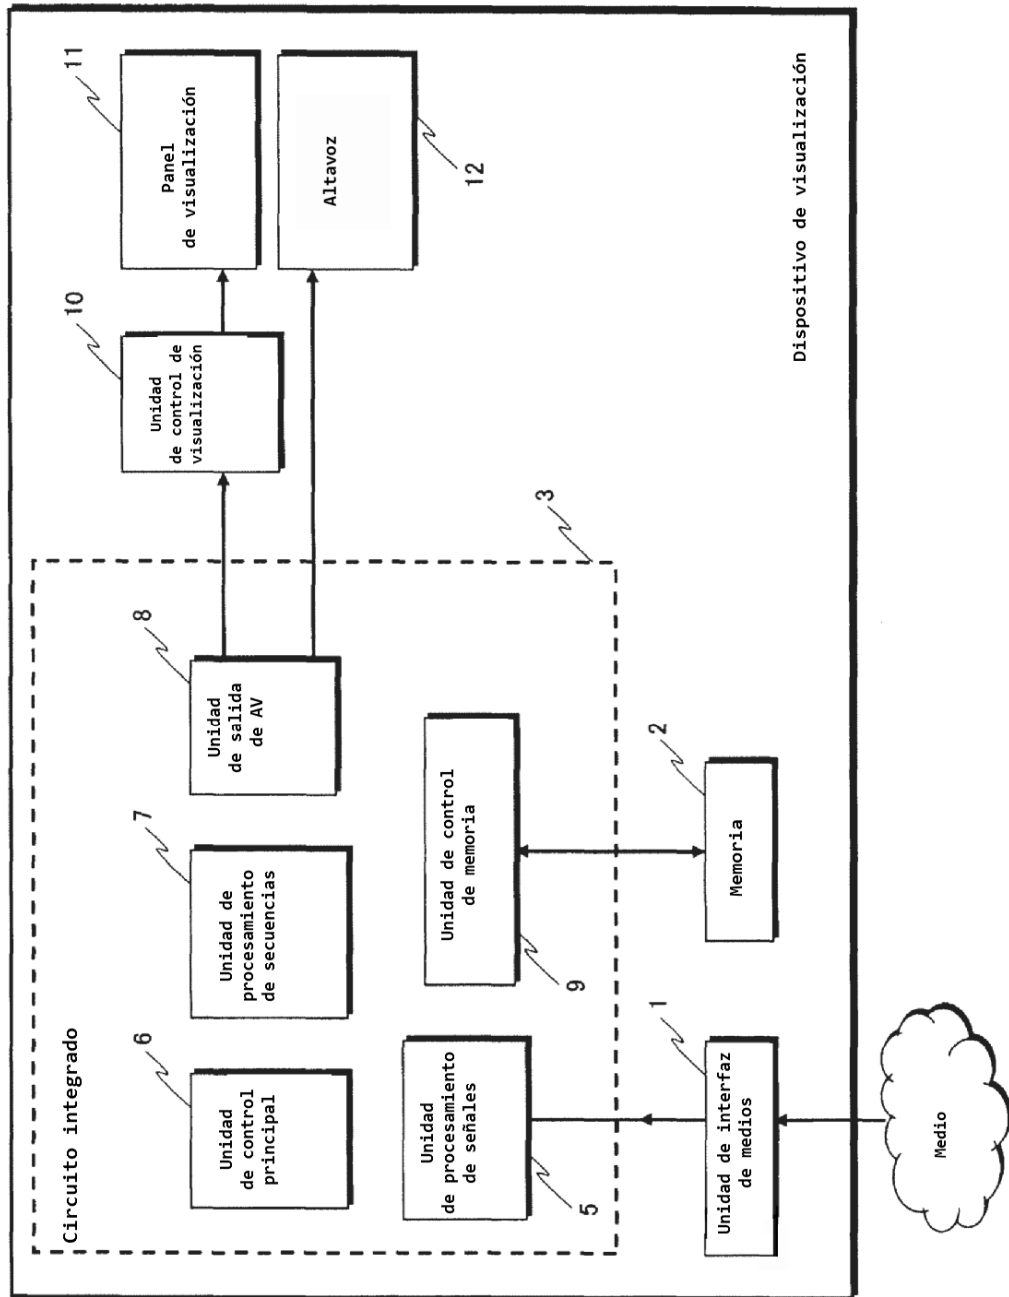 Dispositivo de visualización
Circuito integrado
3
6
Unidad
de control
principal
7
Unidad de
procesamiento
de secuencias
8
Unidad
de salida
de AV
10
Unidad
de control de
visualización
11
Panel
de visualización
Altavoz
12
Unidad
de procesamiento
de señales
5
Unidad de control
de memoria
9
1
Unidad de interfaz
de medios
2
Memoria
Medio